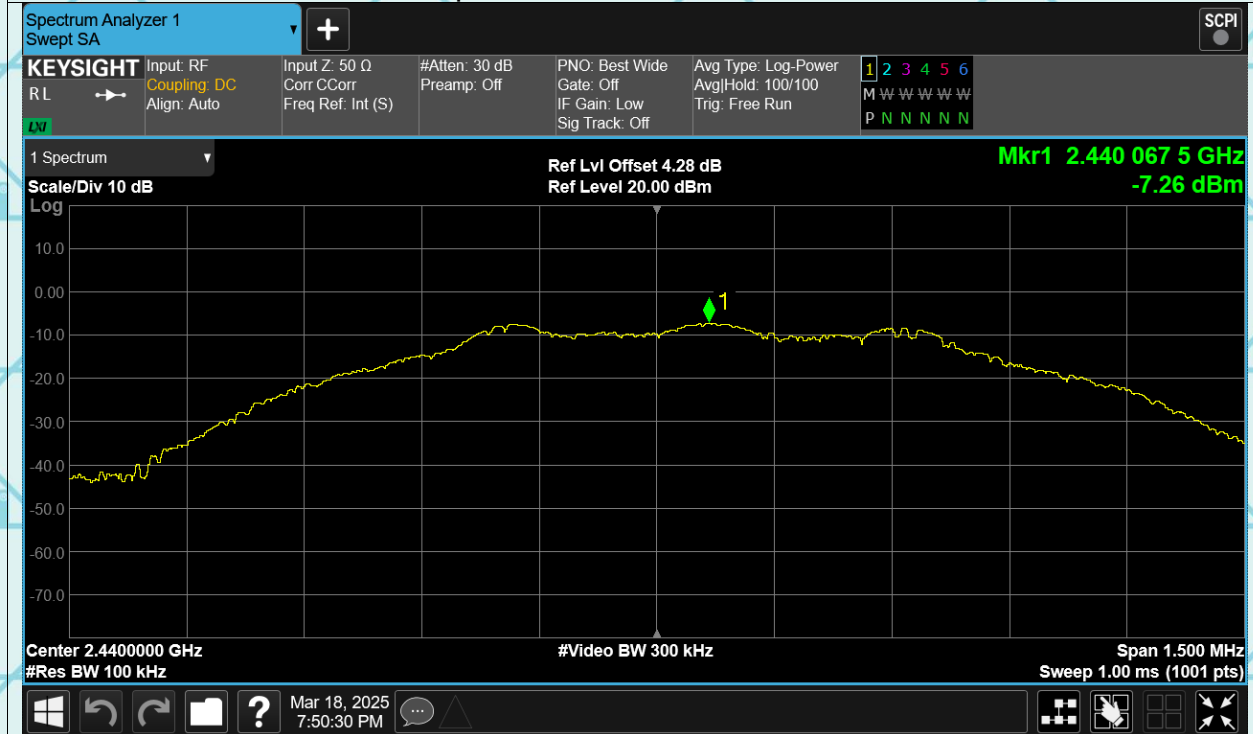 Spectrum Analyzer 1
Swept SA
+
SCPI
KEYSIGHT
RL
LXI
Input: RF
Coupling: DC
Align: Auto
Input Z: 50 Ω
Corr CCorr
Freq Ref: Int (S)
#Atten: 30 dB
Preamp: Off
PNO: Best Wide
Gate: Off
IF Gain: Low
Sig Track: Off
Avg Type: Log-Power
Avg|Hold: 100/100
Trig: Free Run
1 2 3 4 5 6
M W W W W W
P N N N N N
1 Spectrum
Scale/Div 10 dB
Log
Ref Lvl Offset 4.28 dB
Ref Level 20.00 dBm
Mkr1 2.440 067 5 GHz
-7.26 dBm
10.0
0.00
-10.0
-20.0
-30.0
-40.0
-50.0
-60.0
-70.0
1
Center 2.4400000 GHz
#Res BW 100 kHz
#Video BW 300 kHz
Span 1.500 MHz
Sweep 1.00 ms (1001 pts)
?
Mar 18, 2025
7:50:30 PM